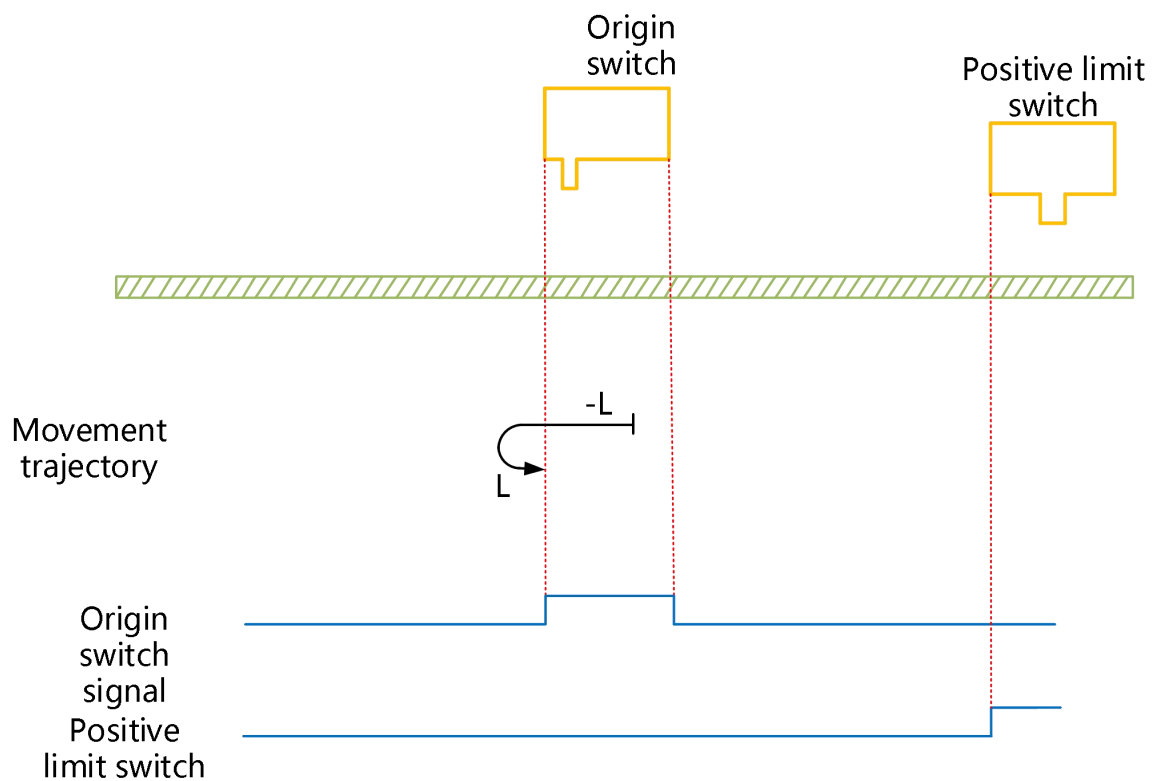 Origin
switch
Positive limit
switch
-L
Movement
trajectory
L
Origin
switch
signal
Positive
limit switch